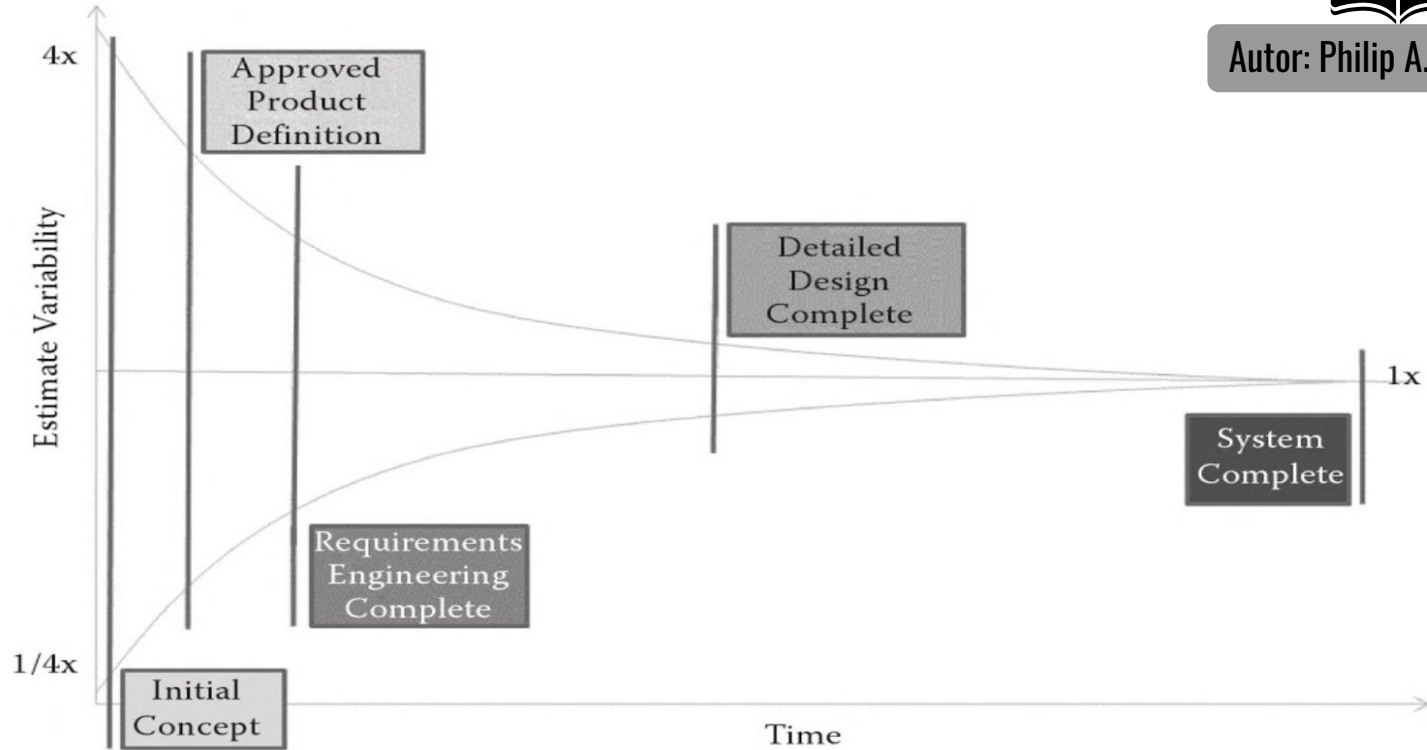 Autor: Philip A.
4x
Approved
Product
Definition
Estimate Variability
Detailed
Design
Complete
1x
System
Complete
Requirements
Engineering
Complete
1/4x
Initial
Concept
Time